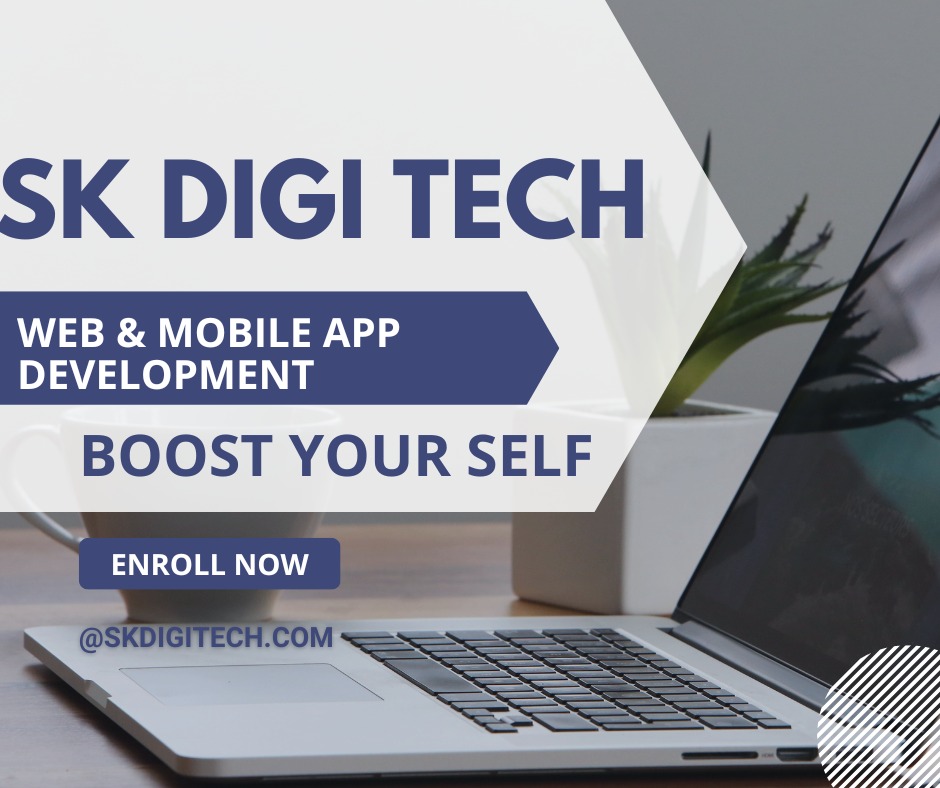 SK DIGI TECH
WEB & MOBILE APP
DEVELOPMENT
BOOST YOUR SELF
ENROLL NOW
@SKDIGITECH.COM